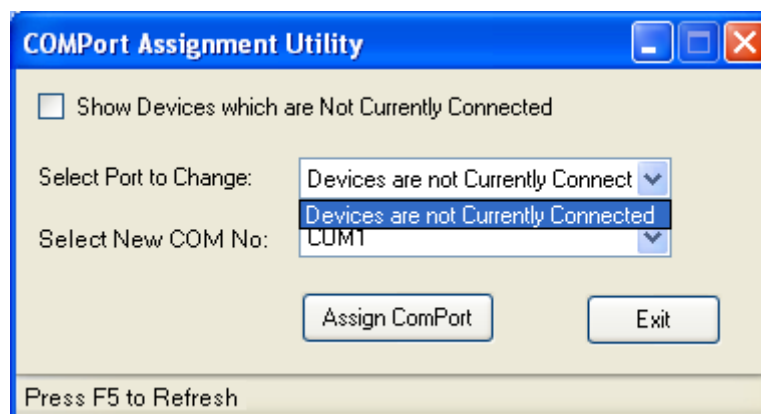 COMPort Assignment Utility
Show Devices which are Not Currently Connected
Select Port to Change: Devices are not Currently Connect
Devices are not Currently Connected
Select New COM No: COM1
Assign ComPort Exit
Press F5 to Refresh